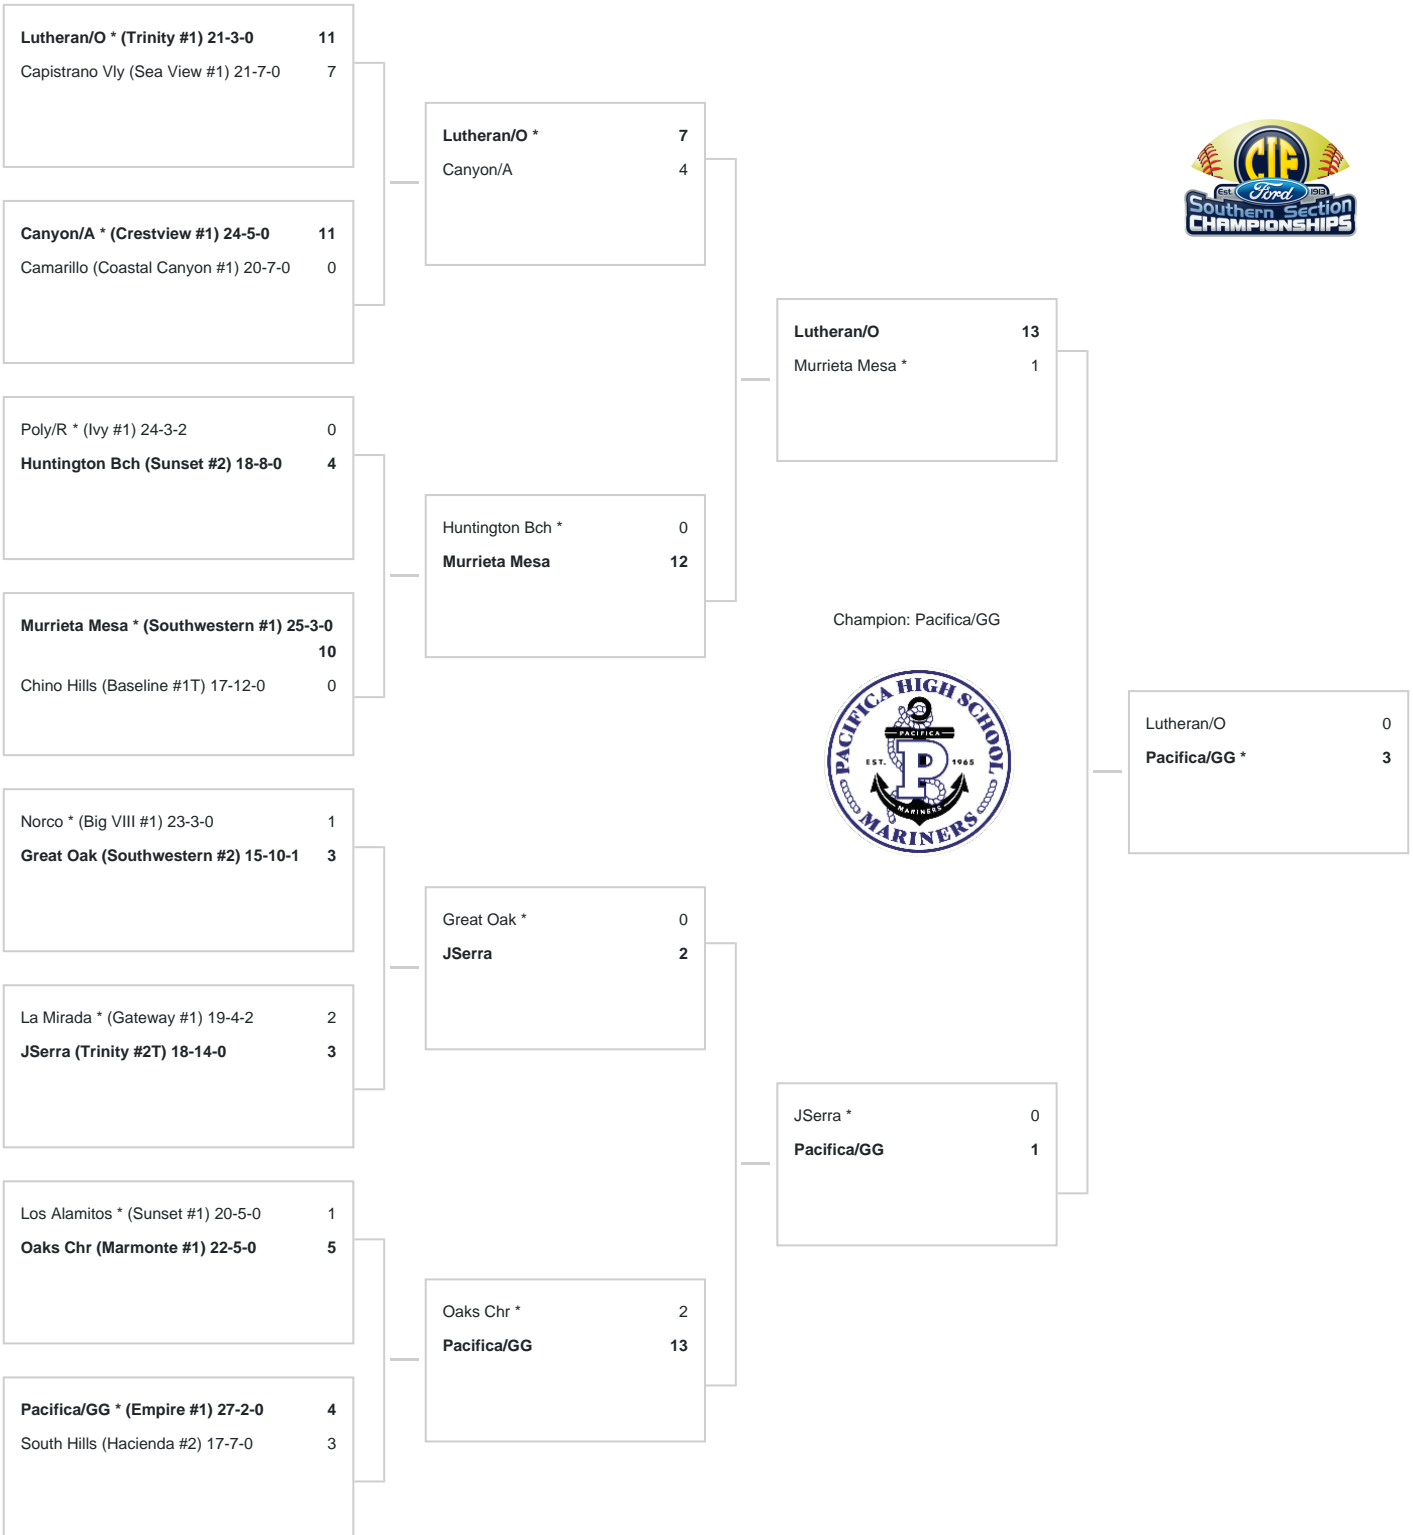 Lutheran/O * (Trinity #1) 21-3-0 11
Capistrano Vly (Sea View #1) 21-7-0 7
Canyon/A * (Crestview #1) 24-5-0 11
Camarillo (Coastal Canyon #1) 20-7-0 0
Poly/R * (Ivy #1) 24-3-2 0
Huntington Bch (Sunset #2) 18-8-0 4
Murrieta Mesa * (Southwestern #1) 25-3-0
10
Chino Hills (Baseline #1T) 17-12-0 0
Norco * (Big VIII #1) 23-3-0 1
Great Oak (Southwestern #2) 15-10-1 3
La Mirada * (Gateway #1) 19-4-2 2
JSerra (Trinity #2T) 18-14-0 3
Los Alamitos * (Sunset #1) 20-5-0 1
Oaks Chr (Marmonte #1) 22-5-0 5
Pacifica/GG * (Empire #1) 27-2-0 4
South Hills (Hacienda #2) 17-7-0 3
Lutheran/O * 7
Canyon/A 4
Huntington Bch * 0
Murrieta Mesa 12
Great Oak * 0
JSerra 2
Oaks Chr * 2
Pacifica/GG 13
Lutheran/O 13
Murrieta Mesa * 1
JSerra * 0
Pacifica/GG 1
Champion: Pacifica/GG
PACIFICA HIGH SCHOOL
PACIFICA
EST. P 1965
MARINERS
MARINERS
CIF
Est. Ford 1913
Southern Section
CHAMPIONSHIPS
Lutheran/O 0
Pacifica/GG * 3